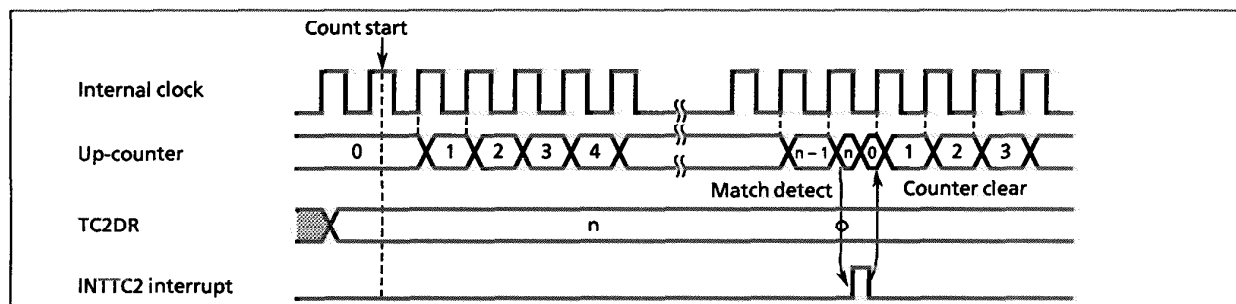 Count start
Internal clock
Up-counter 0 1 2 3 4 n – 1 n 0 1 2 3
Match detect Counter clear
TC2DR n
INTTC2 interrupt